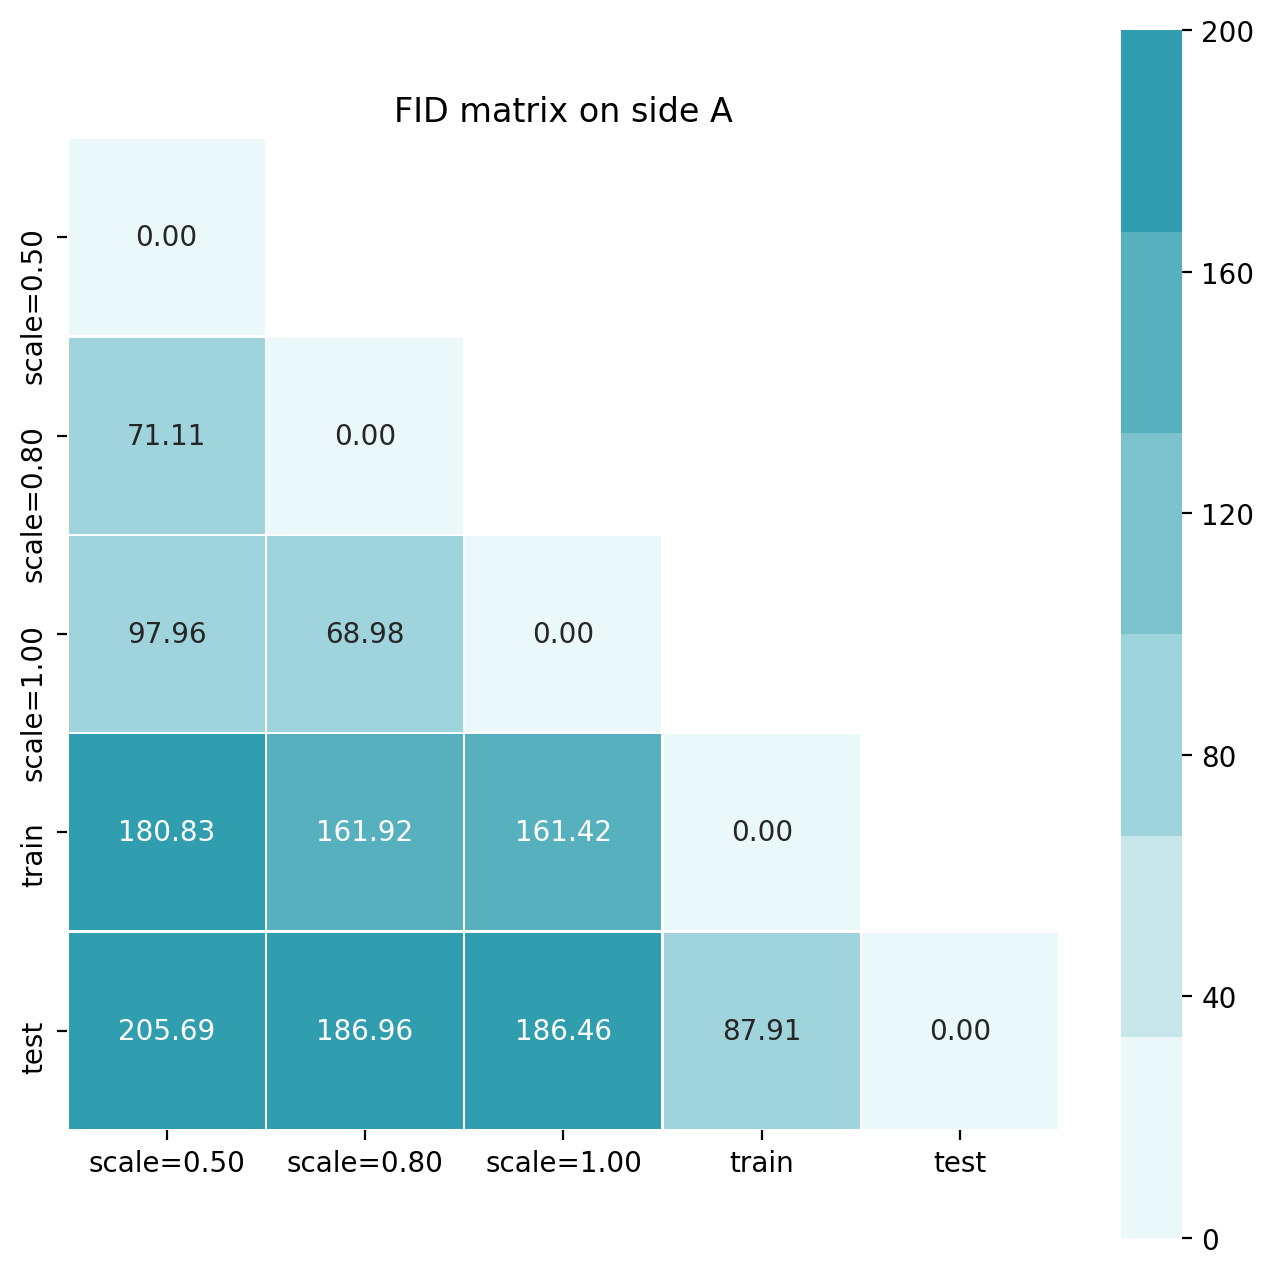 FID matrix on side A
scale=0.50
0.00
scale=0.80
71.11 0.00
scale=1.00
97.96 68.98 0.00
train
180.83 161.92 161.42 0.00
test
205.69 186.96 186.46 87.91 0.00
scale=0.50 scale=0.80 scale=1.00 train test
200
160
120
80
40
0